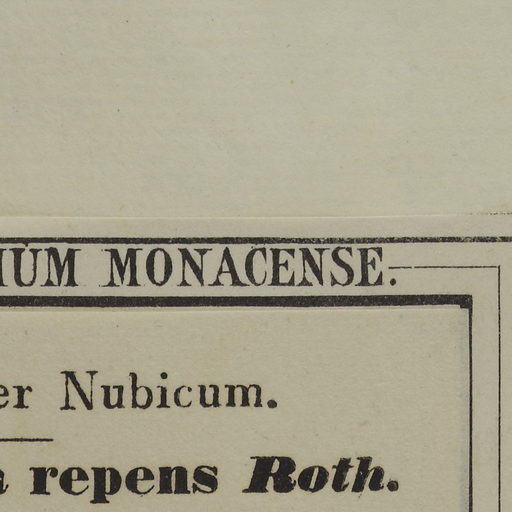 IUM MONACENSE.
er Nubicum.
a repens Roth.